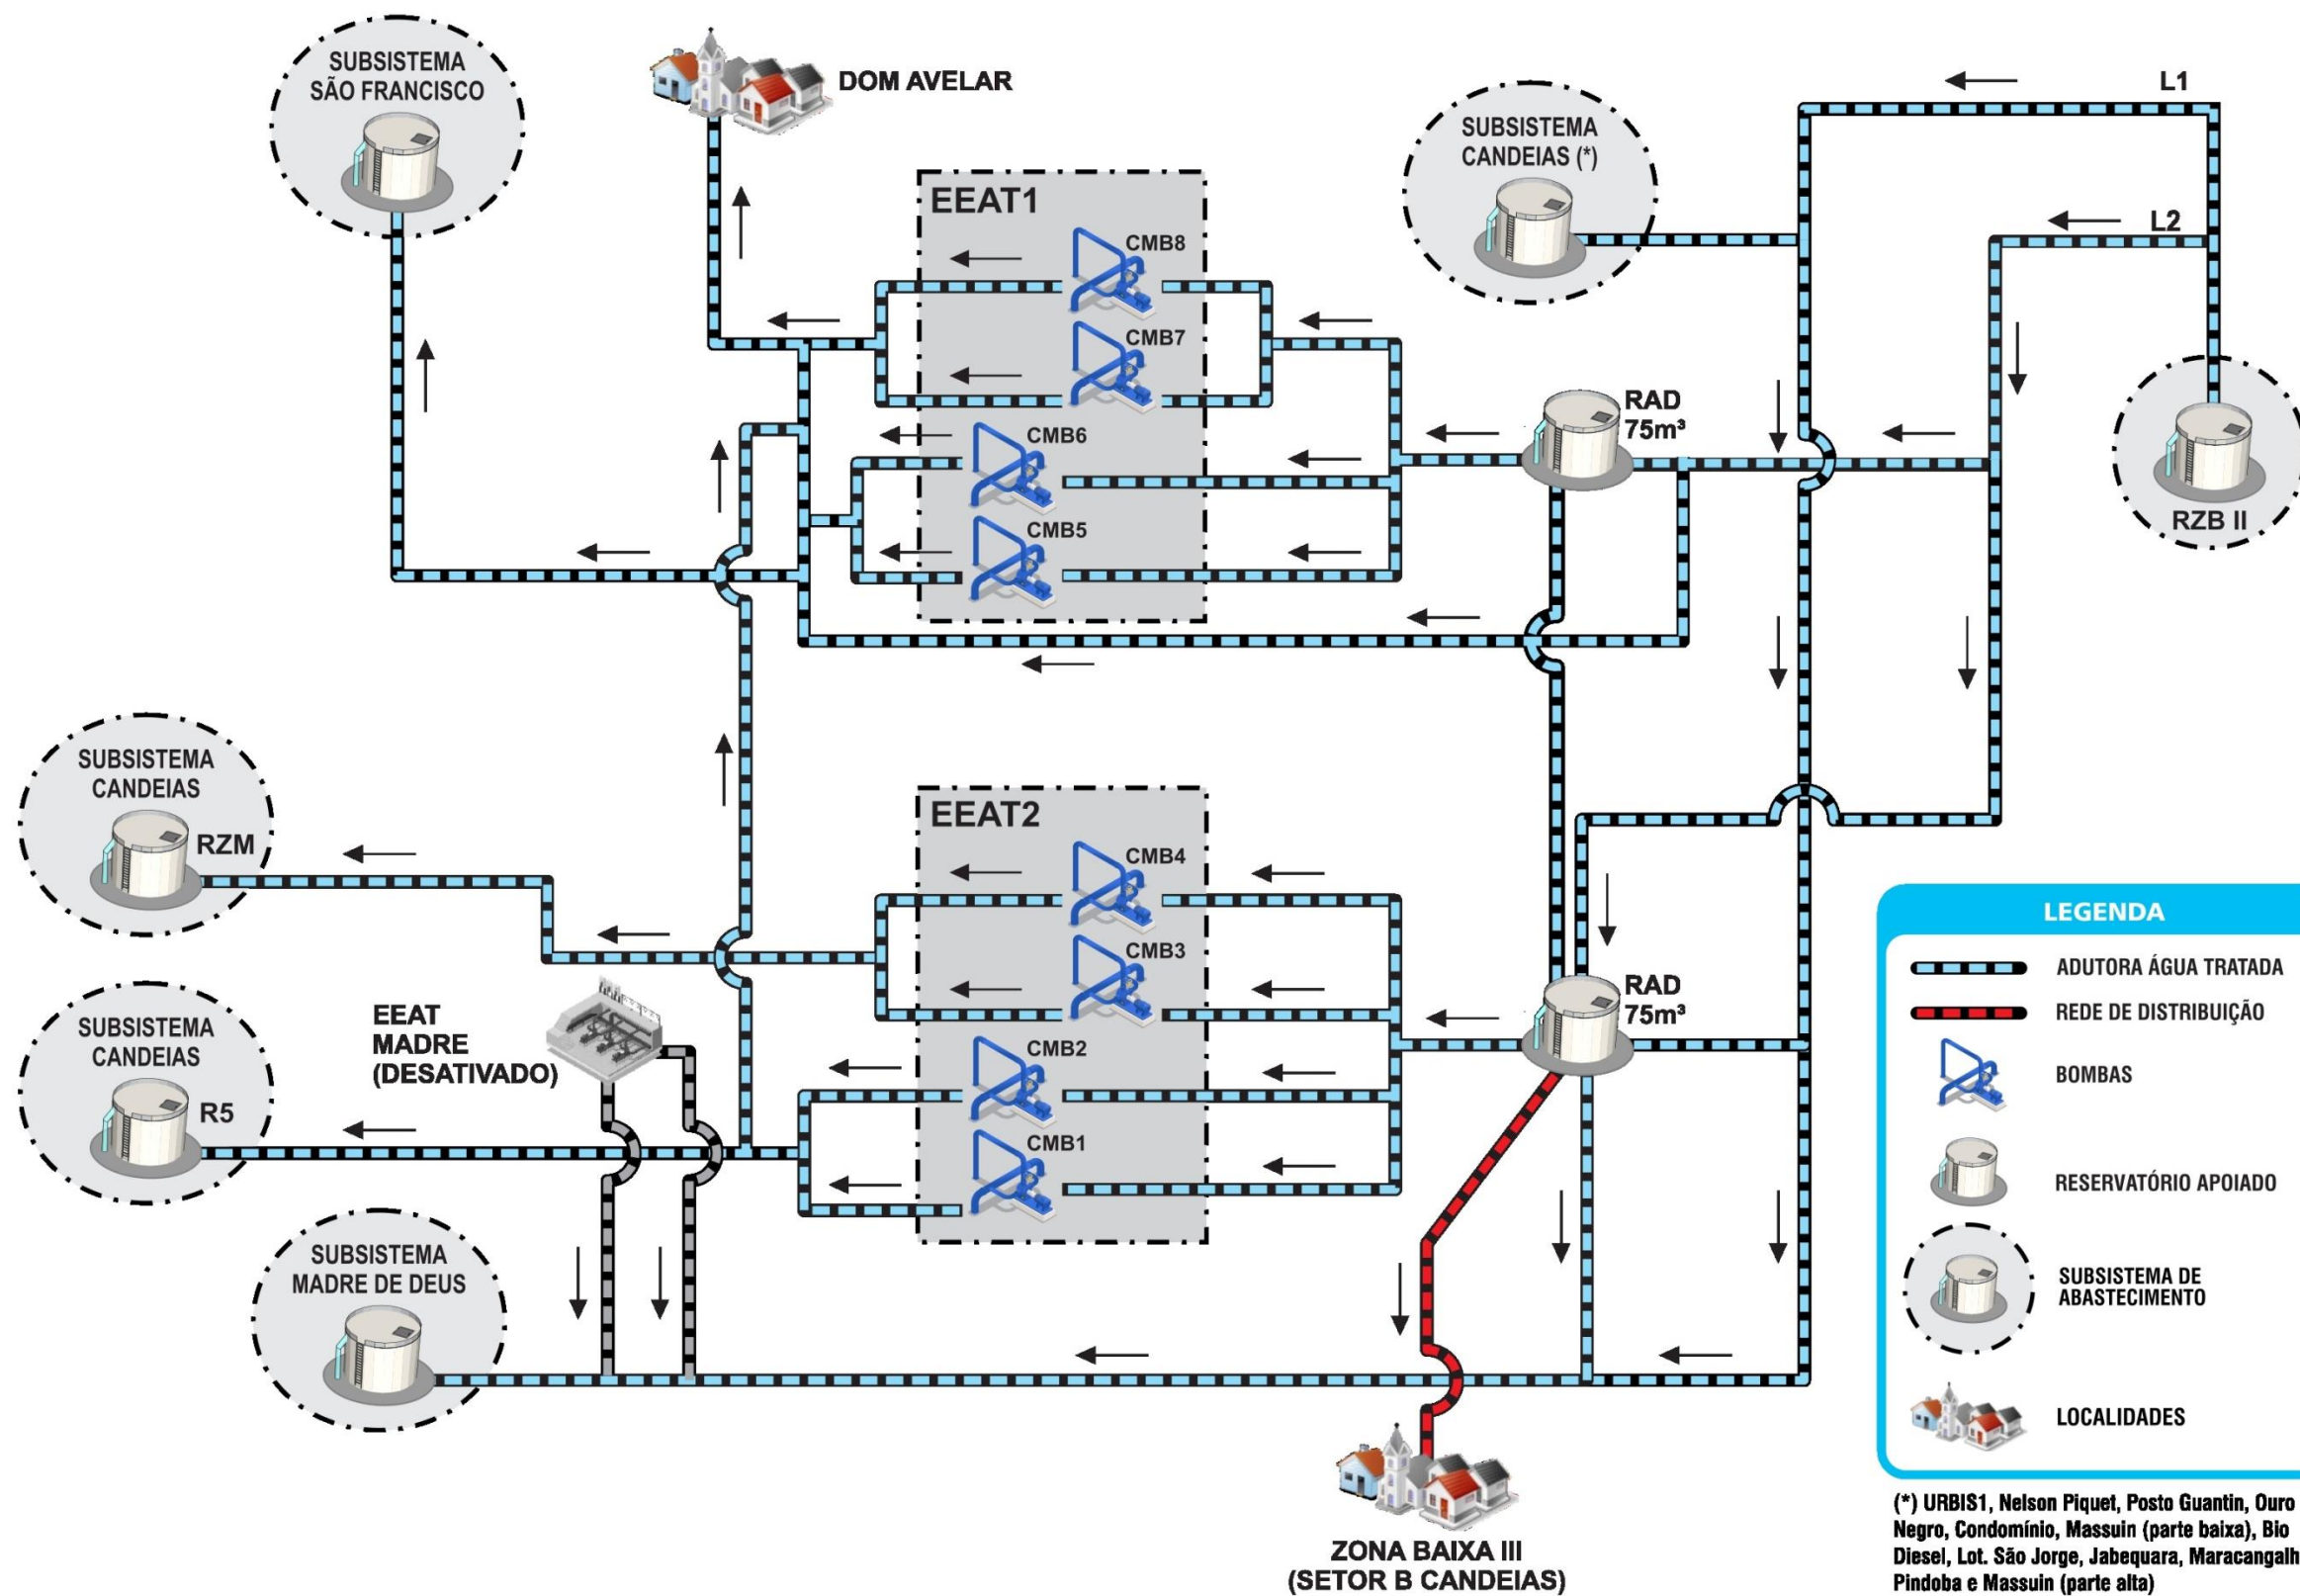 SUBSISTEMA
SÃO FRANCISCO
DOM AVELAR
SUBSISTEMA
CANDEIAS (*)
L1
L2
EEAT1
CMB8
CMB7
CMB6
CMB5
RAD
75m³
RZB II
SUBSISTEMA
CANDEIAS
RZM
EEAT2
CMB4
CMB3
CMB2
CMB1
RAD
75m³
SUBSISTEMA
CANDEIAS
R5
EEAT
MADRE
(DESATIVADO)
SUBSISTEMA
MADRE DE DEUS
ZONA BAIXA III
(SETOR B CANDEIAS)
LEGENDA
ADUTORA ÁGUA TRATADA
REDE DE DISTRIBUIÇÃO
BOMBAS
RESERVATÓRIO APOIADO
SUBSISTEMA DE
ABASTECIMENTO
LOCALIDADES
(*) URBIS1, Nelson Piquet, Posto Guantin, Ouro
Negro, Condomínio, Massuin (parte baixa), Bio
Diesel, Lot. São Jorge, Jabequara, Maracangalh
Pindoba e Massuin (parte alta)